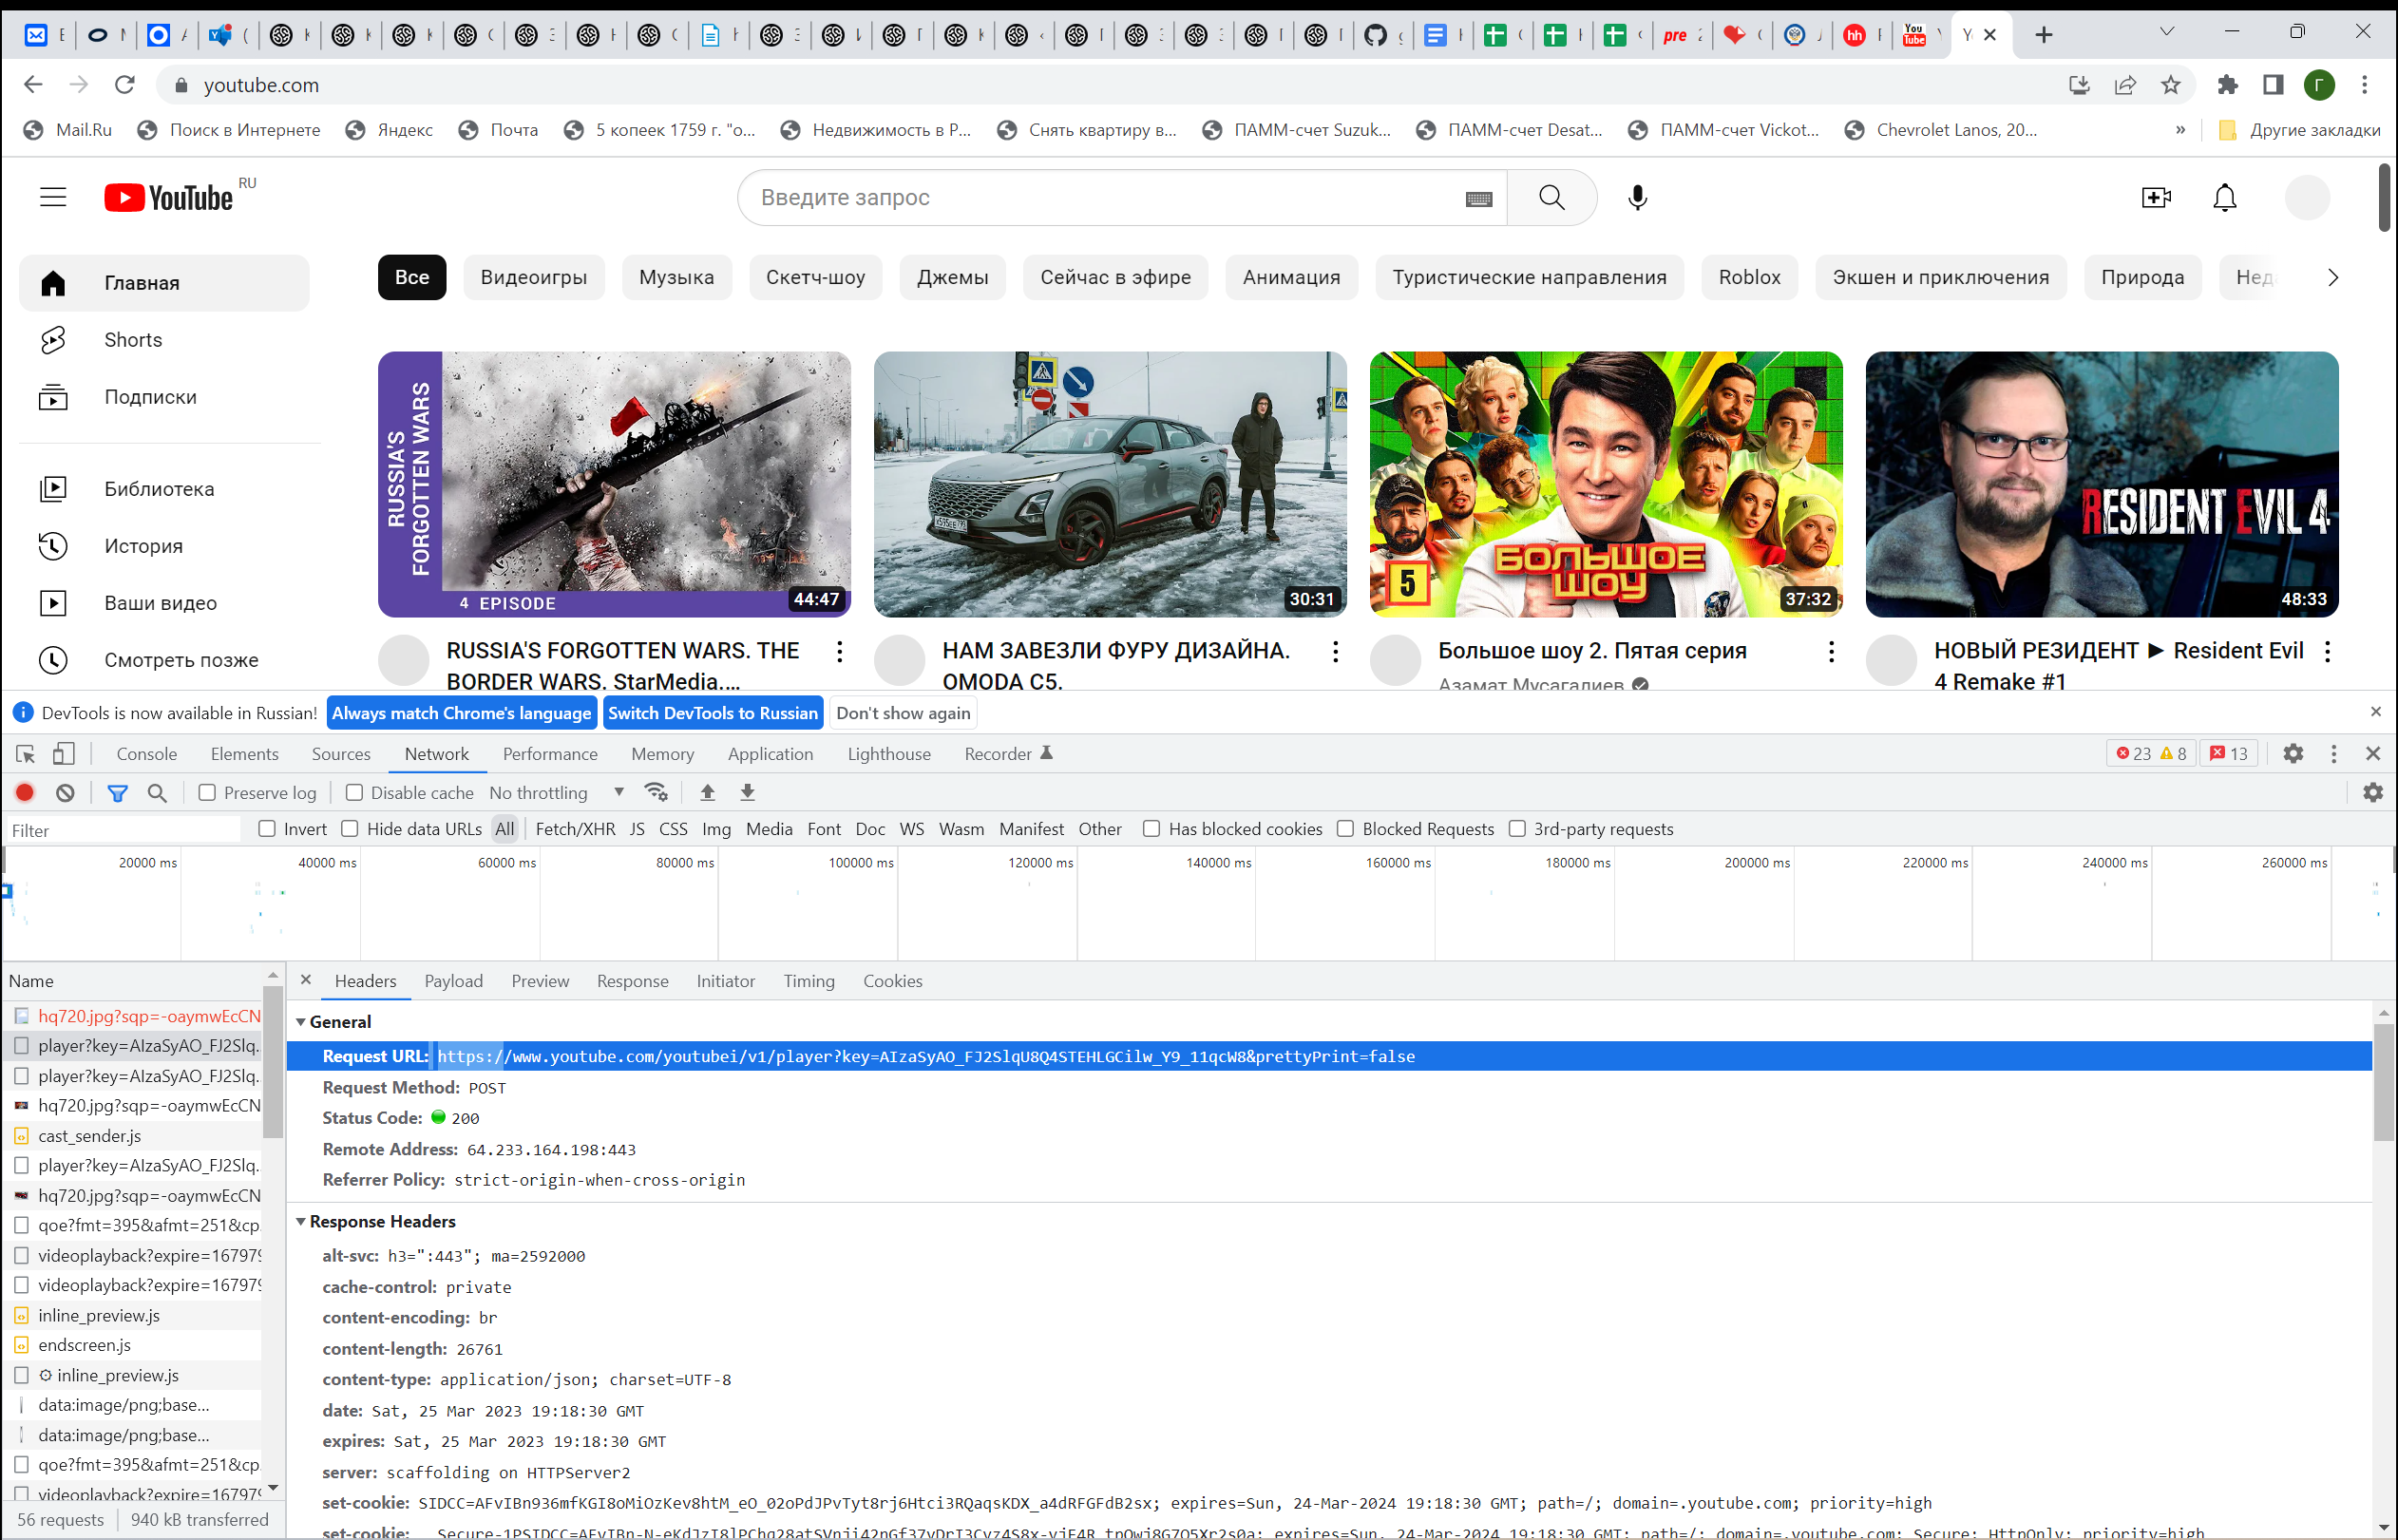 youtube.com
Mail.Ru Поиск в Интернете Яндекс Почта 5 копеек 1759 г. "о... Недвижимость в Р... Снять квартиру в... ПАММ-счет Suzuk... ПАММ-счет Desat... ПАММ-счет Vickot... Chevrolet Lanos, 20... » Другие закладки
YouTube RU
Введите запрос
Главная
Shorts
Подписки
Библиотека
История
Ваши видео
Смотреть позже
Все Видеоигры Музыка Скетч-шоу Джемы Сейчас в эфире Анимация Туристические направления Roblox Экшен и приключения Природа
RUSSIA'S FORGOTTEN WARS
4 EPISODE
44:47
30:31
БОЛЬШОЕ ШОУ
5
37:32
RESIDENT EVIL 4
48:33
RUSSIA'S FORGOTTEN WARS. THE
BORDER WARS. StarMedia....
НАМ ЗАВЕЗЛИ ФУРУ ДИЗАЙНА.
OMODA C5.
Большое шоу 2. Пятая серия
Азамат Мусагалиев
НОВЫЙ РЕЗИДЕНТ ► Resident Evil
4 Remake #1
DevTools is now available in Russian! Always match Chrome's language Switch DevTools to Russian Don't show again
Console Elements Sources Network Performance Memory Application Lighthouse Recorder 23 8 13
Preserve log Disable cache No throttling
Filter Invert Hide data URLs All Fetch/XHR JS CSS Img Media Font Doc WS Wasm Manifest Other Has blocked cookies Blocked Requests 3rd-party requests
20000 ms 40000 ms 60000 ms 80000 ms 100000 ms 120000 ms 140000 ms 160000 ms 180000 ms 200000 ms 220000 ms 240000 ms 260000 ms
Name
hq720.jpg?sqp=-oaymwEcCN
player?key=AIzaSyAO_FJ2Slq...
player?key=AIzaSyAO_FJ2Slq...
hq720.jpg?sqp=-oaymwEcCN
cast_sender.js
player?key=AIzaSyAO_FJ2Slq...
hq720.jpg?sqp=-oaymwEcCN
qoe?fmt=395&afmt=251&cp
videoplayback?expire=167979
videoplayback?expire=167979
inline_preview.js
endscreen.js
inline_preview.js
data:image/png;base...
data:image/png;base...
qoe?fmt=395&afmt=251&cp
videoplayback?expire=167979
56 requests 940 kB transferred
Headers Payload Preview Response Initiator Timing Cookies
General
Request URL: https://www.youtube.com/youtubei/v1/player?key=AIzaSyAO_FJ2SlqU8Q4STEHLGCilw_Y9_11qcW8&prettyPrint=false
Request Method: POST
Status Code: 200
Remote Address: 64.233.164.198:443
Referrer Policy: strict-origin-when-cross-origin
Response Headers
alt-svc: h3=":443"; ma=2592000
cache-control: private
content-encoding: br
content-length: 26761
content-type: application/json; charset=UTF-8
date: Sat, 25 Mar 2023 19:18:30 GMT
expires: Sat, 25 Mar 2023 19:18:30 GMT
server: scaffolding on HTTPServer2
set-cookie: SIDCC=AFvIBn936mfKGI8oMiOzKev8htM_eO_02oPdJPvTyt8rj6Htci3RQaqsKDX_a4dRFGFdB2sx; expires=Sun, 24-Mar-2024 19:18:30 GMT; path=/; domain=.youtube.com; priority=high